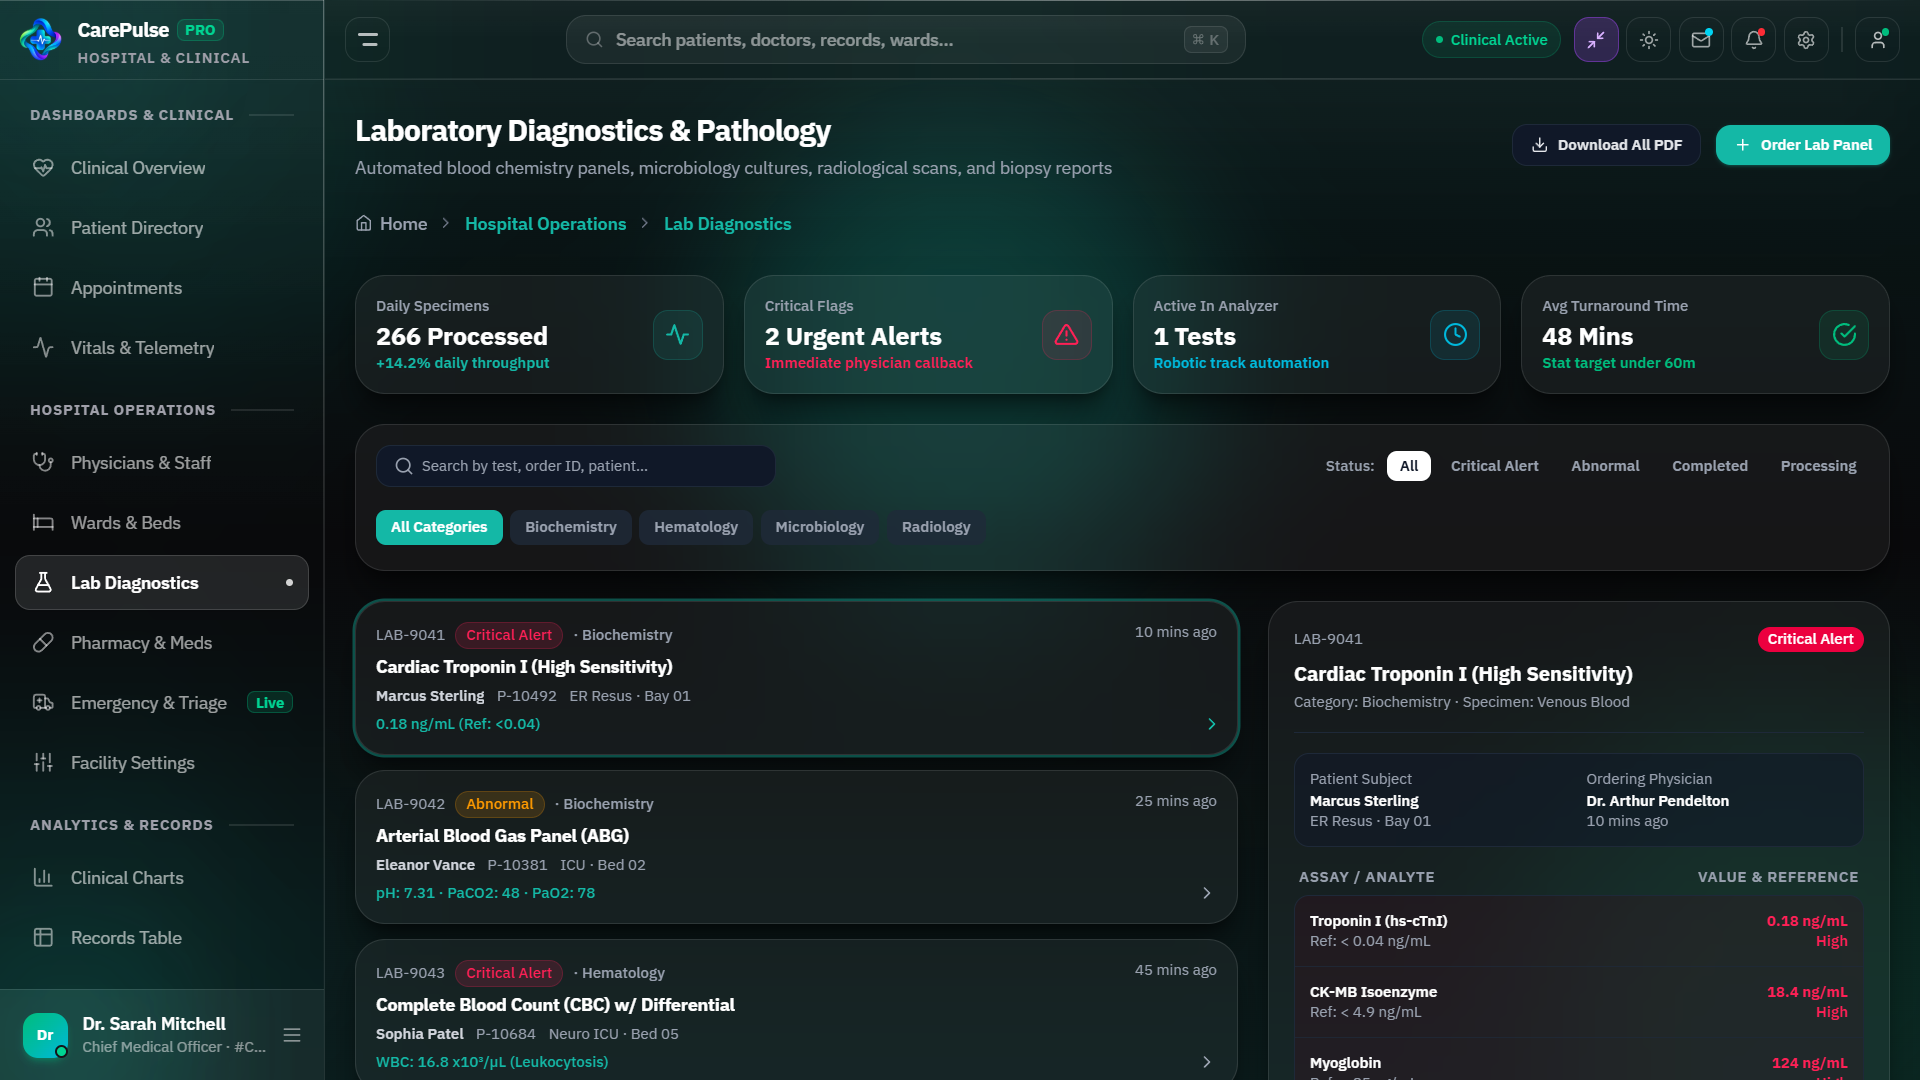 CarePulse PRO
HOSPITAL & CLINICAL
Search patients, doctors, records, wards...
⌘ K
Clinical Active
DASHBOARDS & CLINICAL
Clinical Overview
Patient Directory
Appointments
Vitals & Telemetry
HOSPITAL OPERATIONS
Physicians & Staff
Wards & Beds
Lab Diagnostics
Pharmacy & Meds
Emergency & Triage Live
Facility Settings
ANALYTICS & RECORDS
Clinical Charts
Records Table
Dr
Dr. Sarah Mitchell
Chief Medical Officer · #C...
Laboratory Diagnostics & Pathology
Automated blood chemistry panels, microbiology cultures, radiological scans, and biopsy reports
Download All PDF
Order Lab Panel
Home > Hospital Operations > Lab Diagnostics
Daily Specimens
266 Processed
+14.2% daily throughput
Critical Flags
2 Urgent Alerts
Immediate physician callback
Active In Analyzer
1 Tests
Robotic track automation
Avg Turnaround Time
48 Mins
Stat target under 60m
Search by test, order ID, patient...
Status: All Critical Alert Abnormal Completed Processing
All Categories Biochemistry Hematology Microbiology Radiology
LAB-9041 Critical Alert · Biochemistry 10 mins ago
Cardiac Troponin I (High Sensitivity)
Marcus Sterling P-10492 ER Resus · Bay 01
0.18 ng/mL (Ref: <0.04)
LAB-9042 Abnormal · Biochemistry 25 mins ago
Arterial Blood Gas Panel (ABG)
Eleanor Vance P-10381 ICU · Bed 02
pH: 7.31 · PaCO2: 48 · PaO2: 78
LAB-9043 Critical Alert · Hematology 45 mins ago
Complete Blood Count (CBC) w/ Differential
Sophia Patel P-10684 Neuro ICU · Bed 05
WBC: 16.8 x10³/µL (Leukocytosis)
LAB-9041 Critical Alert
Cardiac Troponin I (High Sensitivity)
Category: Biochemistry · Specimen: Venous Blood
Patient Subject
Marcus Sterling
ER Resus · Bay 01
Ordering Physician
Dr. Arthur Pendelton
10 mins ago
ASSAY / ANALYTE VALUE & REFERENCE
Troponin I (hs-cTnI) 0.18 ng/mL
Ref: < 0.04 ng/mL High
CK-MB Isoenzyme 18.4 ng/mL
Ref: < 4.9 ng/mL High
Myoglobin 124 ng/mL